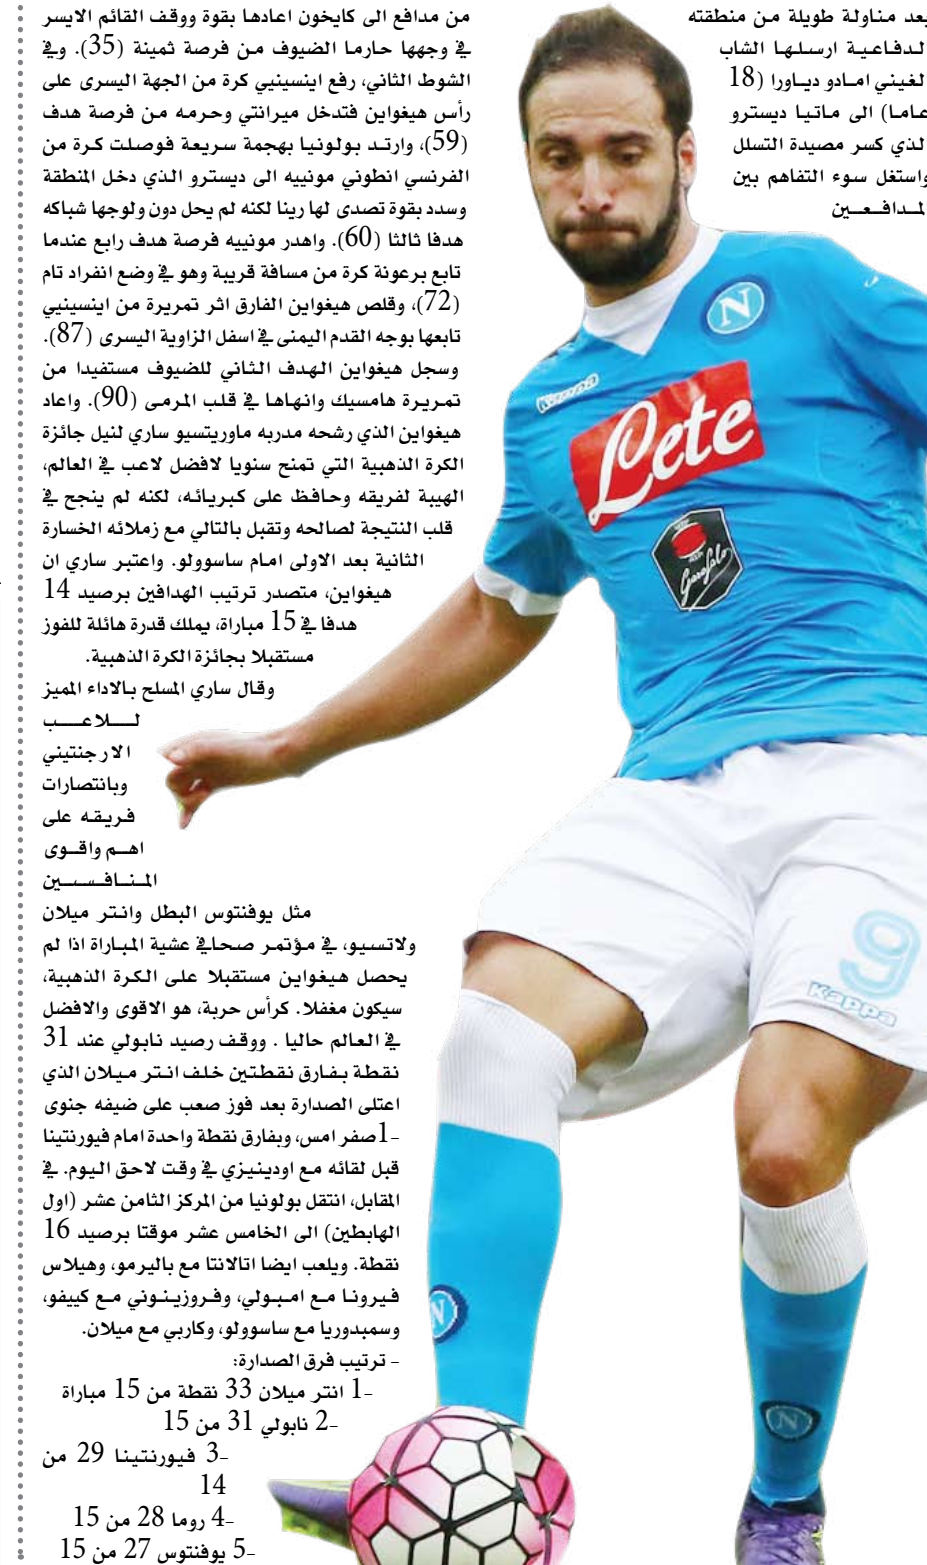 بعد مناولة طويلة من منطقته
الدفاعية ارسلها الشاب
الغيني امادو دياورا (18
عاما) الى ماتيا ديسترو
الذي كسر مصيدة التسلل
واستغل سوء التفاهم بين
المدافعين
من مدافع الى كايخون اعادها بقوة ووقف القائم الايسر
في وجهها حارما الضيوف من فرصة ثمينة (35). وفي
الشوط الثاني، رفع اينسينيي كرة من الجهة اليسرى على
رأس هيغواين فتدخل ميرانتي وحرمه من فرصة هدف
(59)، وارتد بولونيا بهجمة سريعة فوصلت كرة من
الفرنسي انطوني مونييه الى ديسترو الذي دخل المنطقة
وسدد بقوة تصدى لها رينا لكنه لم يحل دون ولوجها شباكه
هدفا ثالثا (60). واهدر مونييه فرصة هدف رابع عندما
تابع برعونة كرة من مسافة قريبة وهو في وضع انفراد تام
(72)، وقلص هيغواين الفارق اثر تمريرة من اينسينيي
تابعها بوجه القدم اليمنى في اسفل الزاوية اليسرى (87).
وسجل هيغواين الهدف الثاني للضيوف مستفيدا من
تمريرة هامسيك وانهاها في قلب المرمى (90). واعاد
هيغواين الذي رشحه مدربه ماوريتسيو ساري لنيل جائزة
الكرة الذهبية التي تمنح سنويا لافضل لاعب في العالم،
الهيبة لفريقه وحافظ على كبريائه، لكنه لم ينجح في
قلب النتيجة لصالحه وتقبل بالتالي مع زملائه الخسارة
الثانية بعد الاولى امام ساسوولو. واعتبر ساري ان
هيغواين، متصدر ترتيب الهدافين برصيد 14
هدفا في 15 مباراة، يملك قدرة هائلة للفوز
مستقبلا بجائزة الكرة الذهبية.
وقال ساري المسلح بالاداء المميز
للاعب
الارجنتيني
وبانتصارات
فريقه على
اهم واقوى
المنافسين
مثل يوفنتوس البطل وانتر ميلان
ولاتسيو، في مؤتمر صحافي عشية المباراة اذا لم
يحصل هيغواين مستقبلا على الكرة الذهبية،
سيكون مغفلا. كرأس حربة، هو الاقوى والافضل
في العالم حاليا . ووقف رصيد نابولي عند 31
نقطة بفارق نقطتين خلف انتر ميلان الذي
اعتلى الصدارة بعد فوز صعب على ضيفه جنوى
-1صفر امس، وبفارق نقطة واحدة امام فيورنتينا
قبل لقائه مع اودينيزي في وقت لاحق اليوم. في
المقابل، انتقل بولونيا من المركز الثامن عشر (اول
الهابطين) الى الخامس عشر موقتا برصيد 16
نقطة. ويلعب ايضا اتالانتا مع باليرمو، وهيلاس
فيرونا مع امبولي، وفروزينوني مع كييفو،
وسمبدوريا مع ساسوولو، وكاربي مع ميلان.
- ترتيب فرق الصدارة:
-1 انتر ميلان 33 نقطة من 15 مباراة
-2 نابولي 31 من 15
-3 فيورنتينا 29 من
14
-4 روما 28 من 15
-5 يوفنتوس 27 من 15
N
Kappa
Lete
Garofalo
9
Kappa
N
N